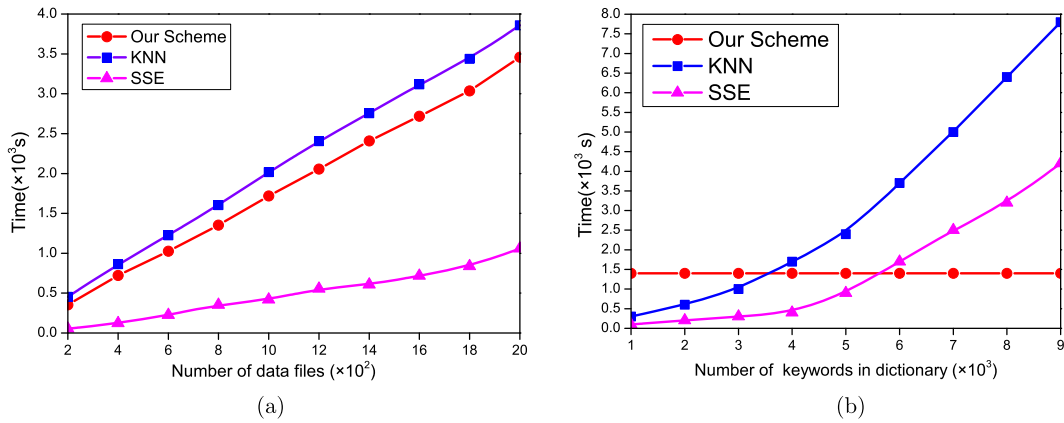 4.0
3.5
3.0
2.5
2.0
1.5
1.0
0.5
0.0
Time(×10³s)
Our Scheme
KNN
SSE
2 4 6 8 10 12 14 16 18 20
Number of data files (×10²)
(a)
8.0
7.5
7.0
6.5
6.0
5.5
5.0
4.5
4.0
3.5
3.0
2.5
2.0
1.5
1.0
0.5
0.0
Time(×10³ s)
Our Scheme
KNN
SSE
1 2 3 4 5 6 7 8 9
Number of keywords in dictionary (×10³)
(b)